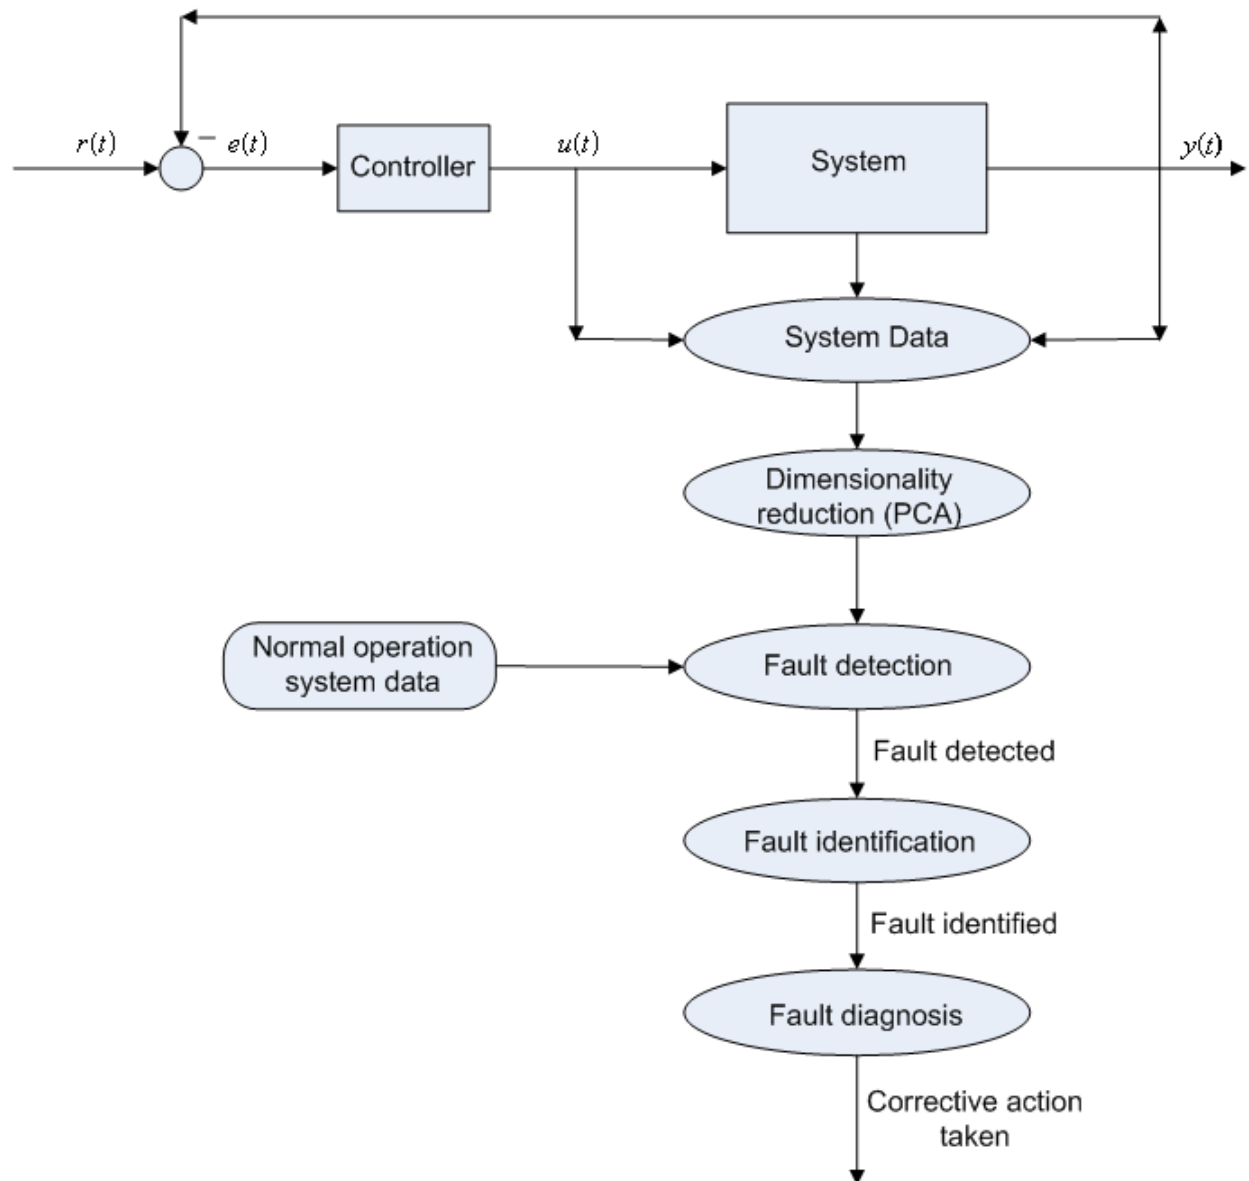 r(t)
−
e(t)
Controller
u(t)
System
y(t)
System Data
Dimensionality
reduction (PCA)
Normal operation
system data
Fault detection
Fault detected
Fault identification
Fault identified
Fault diagnosis
Corrective action
taken